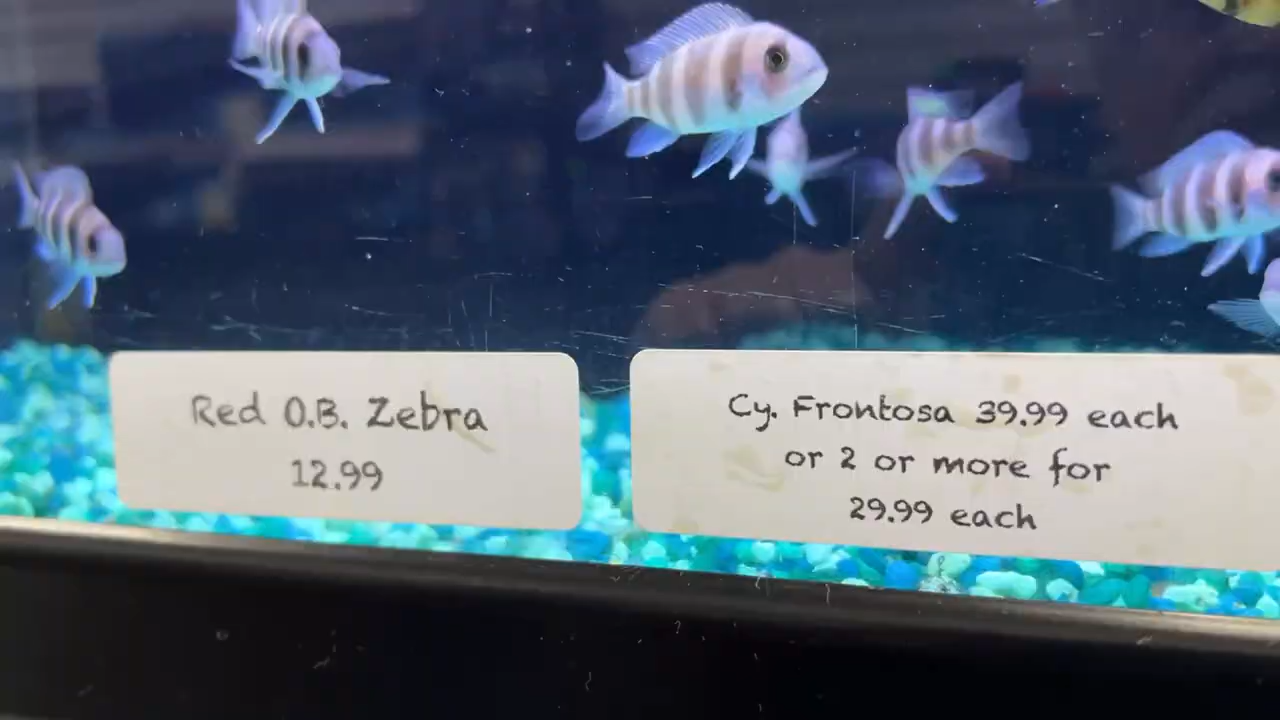 Red O.B. Zebra
12.99
Cy. Frontosa 39.99 each
or 2 or more for
29.99 each